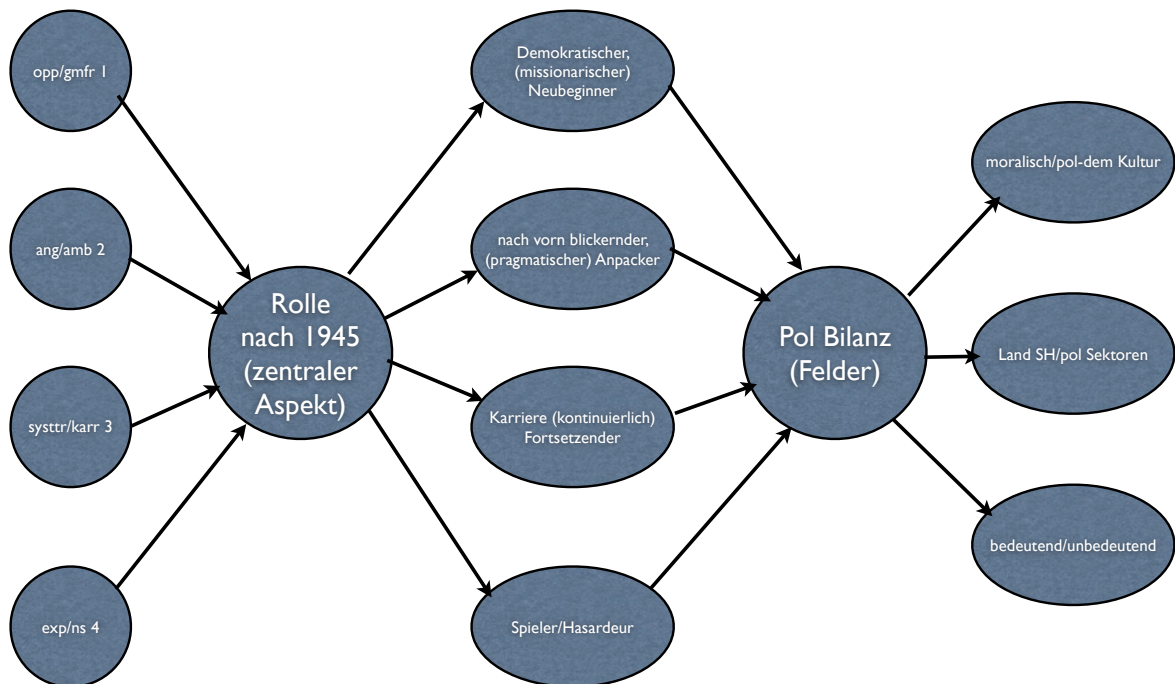 opp/gmfr 1
ang/amb 2
systtr/karr 3
exp/ns 4
Rolle
nach 1945
(zentraler
Aspekt)
Demokratischer,
(missionarischer)
Neubeginner
nach vorn blickernder,
(pragmatischer) Anpacker
Karriere (kontinuierlich)
Fortsetzender
Spieler/Hasardeur
Pol Bilanz
(Felder)
moralisch/pol-dem Kultur
Land SH/pol Sektoren
bedeutend/unbedeutend